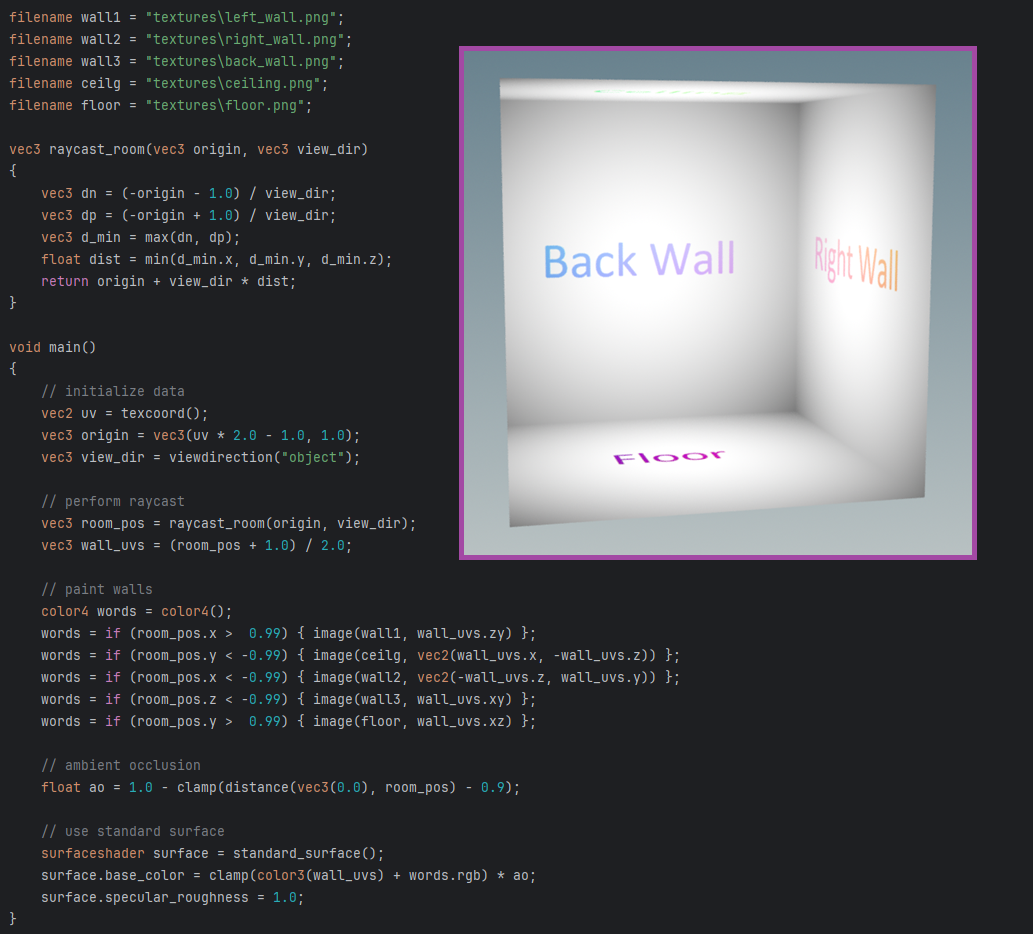 filename wall1 = "textures\left_wall.png";
filename wall2 = "textures\right_wall.png";
filename wall3 = "textures\back_wall.png";
filename ceilg = "textures\ceiling.png";
filename floor = "textures\floor.png";
vec3 raycast_room(vec3 origin, vec3 view_dir)
{
    vec3 dn = (-origin - 1.0) / view_dir;
    vec3 dp = (-origin + 1.0) / view_dir;
    vec3 d_min = max(dn, dp);
    float dist = min(d_min.x, d_min.y, d_min.z);
    return origin + view_dir * dist;
}
void main()
{
    // initialize data
    vec2 uv = texcoord();
    vec3 origin = vec3(uv * 2.0 - 1.0, 1.0);
    vec3 view_dir = viewdirection("object");
    // perform raycast
    vec3 room_pos = raycast_room(origin, view_dir);
    vec3 wall_uvs = (room_pos + 1.0) / 2.0;
    // paint walls
    color4 words = color4();
    words = if (room_pos.x >  0.99) { image(wall1, wall_uvs.zy) };
    words = if (room_pos.y < -0.99) { image(ceilg, vec2(wall_uvs.x, -wall_uvs.z)) };
    words = if (room_pos.x < -0.99) { image(wall2, vec2(-wall_uvs.z, wall_uvs.y)) };
    words = if (room_pos.z < -0.99) { image(wall3, wall_uvs.xy) };
    words = if (room_pos.y >  0.99) { image(floor, wall_uvs.xz) };
    // ambient occlusion
    float ao = 1.0 - clamp(distance(vec3(0.0), room_pos) - 0.9);
    // use standard surface
    surfaceshader surface = standard_surface();
    surface.base_color = clamp(color3(wall_uvs) + words.rgb) * ao;
    surface.specular_roughness = 1.0;
}
Ceiling
Back Wall
Right Wall
Floor